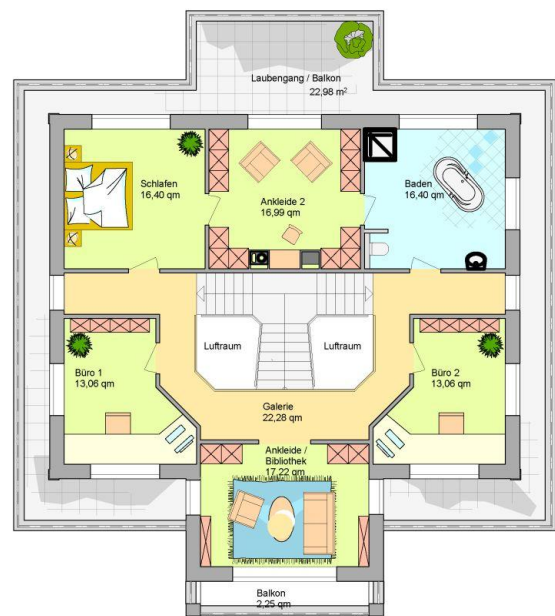 Laubengang / Balkon
22,98 m²
Schlafen
16,40 qm
Ankleide 2
16,99 qm
Baden
16,40 qm
Luftraum
Luftraum
Büro 1
13,06 qm
Büro 2
13,06 qm
Galerie
22,28 qm
Ankleide /
Bibliothek
17,22 qm
Balkon
2,25 qm